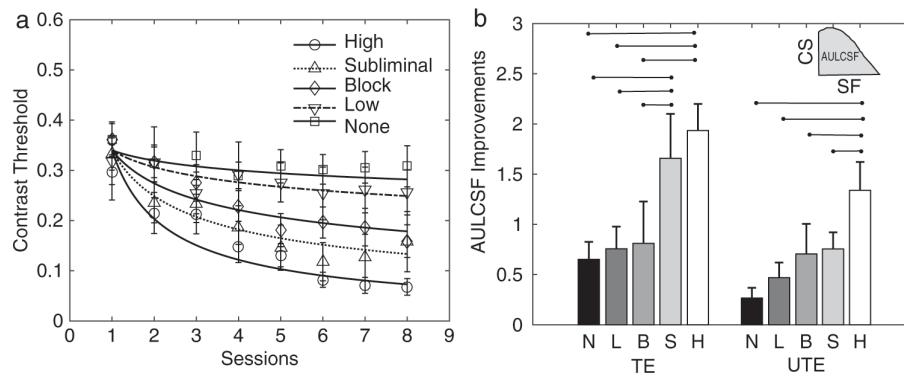 a
0.6
0.5
0.4
0.3
0.2
0.1
0
Contrast Threshold
0 1 2 3 4 5 6 7 8 9
Sessions
High
Subliminal
Block
Low
None
b
3
2.5
2
1.5
1
0.5
0
AULCSF Improvements
CS
AULCSF
SF
N L B S H N L B S H
TE UTE